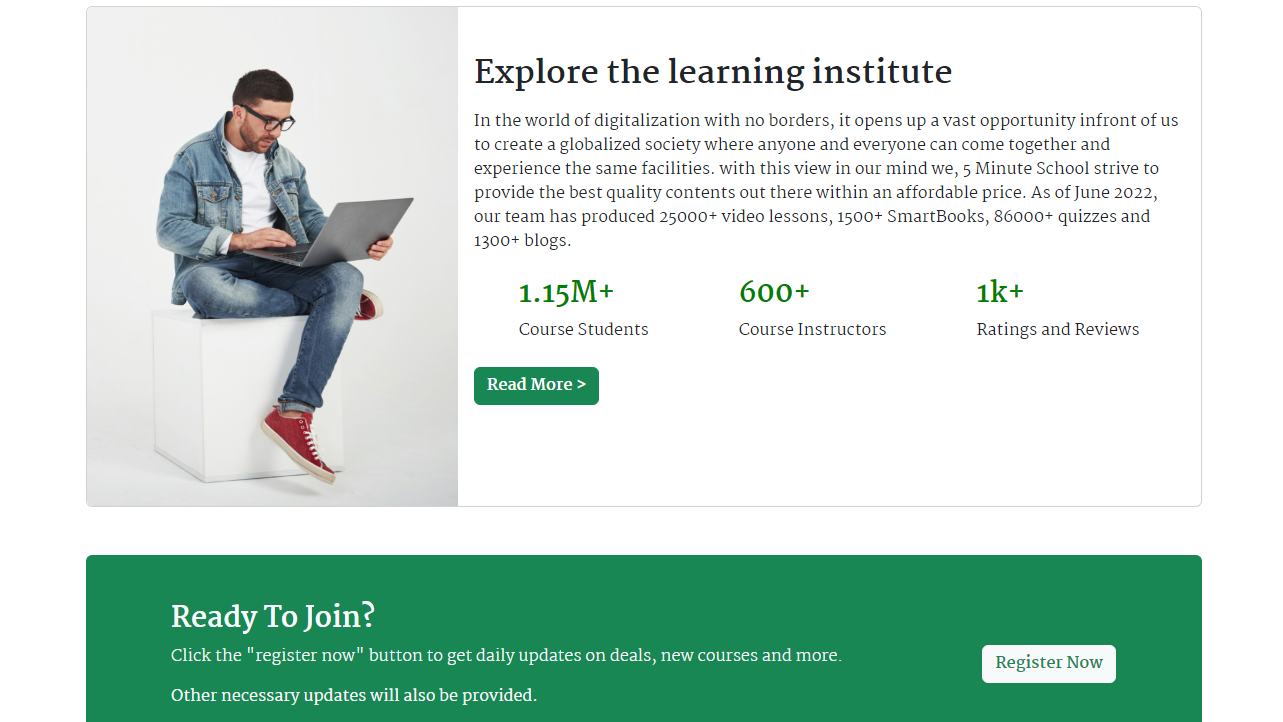 Explore the learning institute
In the world of digitalization with no borders, it opens up a vast opportunity infront of us
to create a globalized society where anyone and everyone can come together and
experience the same facilities. with this view in our mind we, 5 Minute School strive to
provide the best quality contents out there within an affordable price. As of June 2022,
our team has produced 25000+ video lessons, 1500+ SmartBooks, 86000+ quizzes and
1300+ blogs.
1.15M+ 600+ 1k+
Course Students Course Instructors Ratings and Reviews
Read More >
Ready To Join?
Click the "register now" button to get daily updates on deals, new courses and more.
Register Now
Other necessary updates will also be provided.